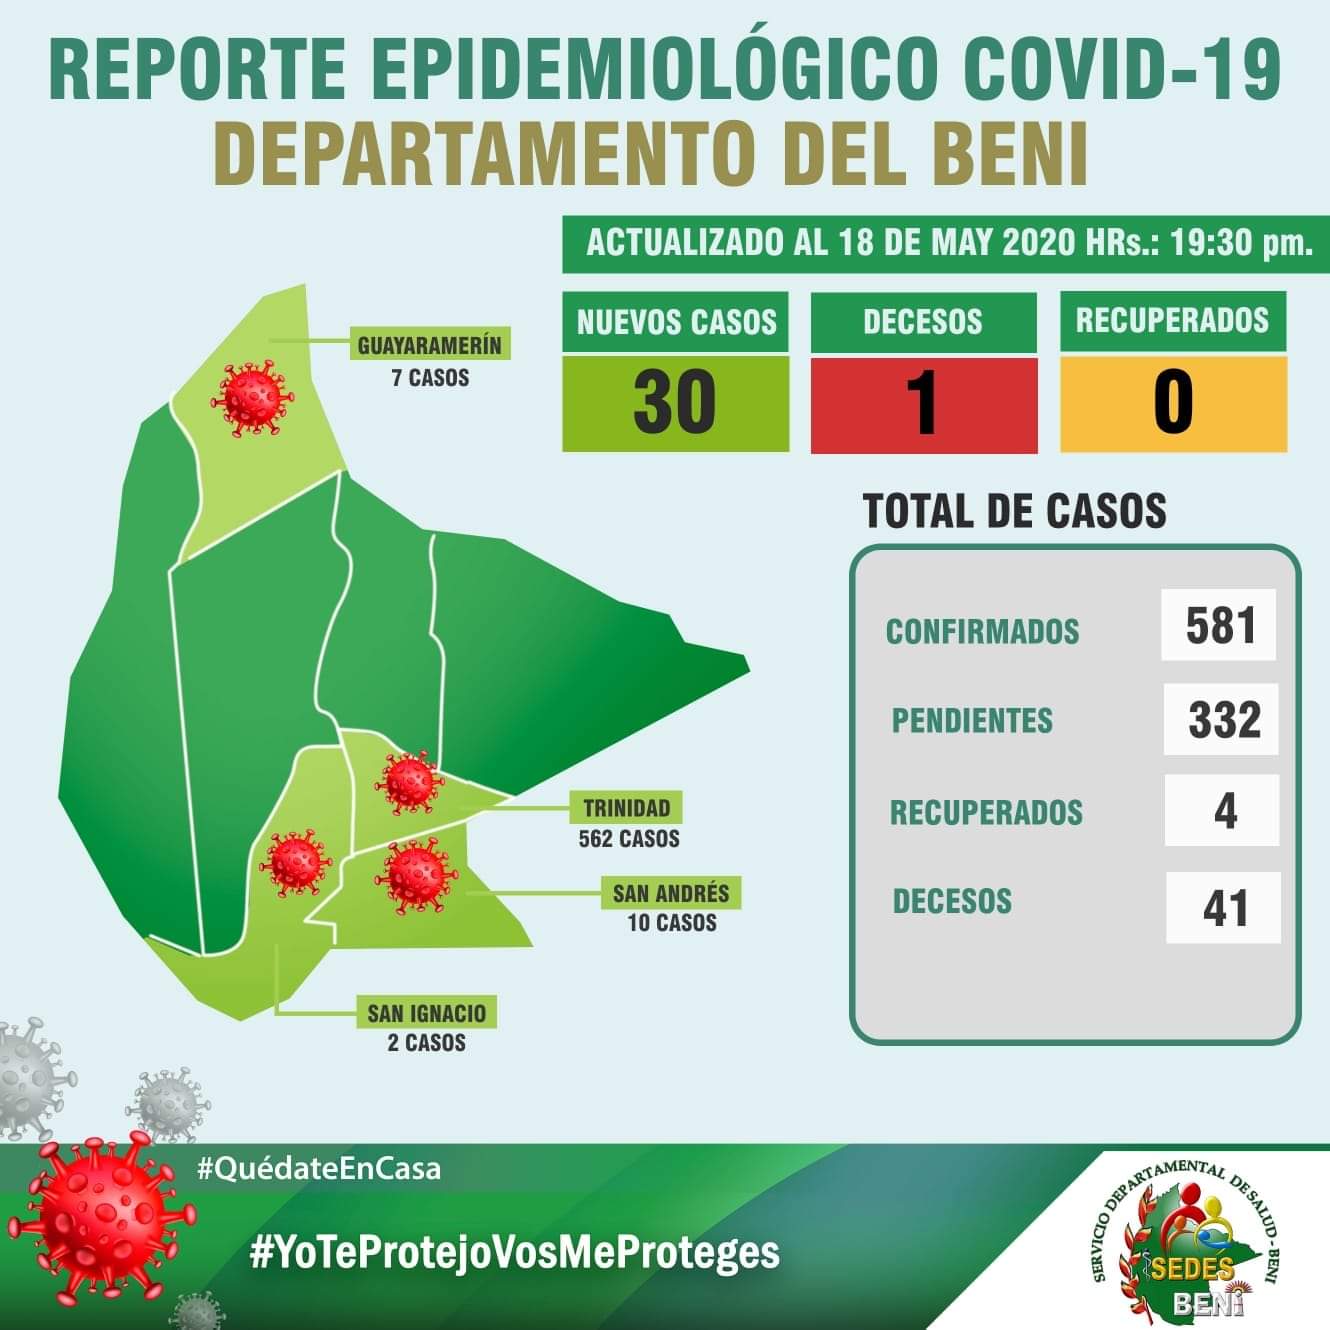 REPORTE EPIDEMIOLÓGICO COVID-19
DEPARTAMENTO DEL BENI
ACTUALIZADO AL 18 DE MAY 2020 HRs.: 19:30 pm.
NUEVOS CASOS
30
DECESOS
1
RECUPERADOS
0
GUAYARAMERÍN
7 CASOS
TRINIDAD
562 CASOS
SAN ANDRÉS
10 CASOS
SAN IGNACIO
2 CASOS
TOTAL DE CASOS
CONFIRMADOS 581
PENDIENTES 332
RECUPERADOS 4
DECESOS 41
#QuédateEnCasa
#YoTeProtejoVosMeProteges
SERVICIO DEPARTAMENTAL DE SALUD - BENI
SEDES
BENi